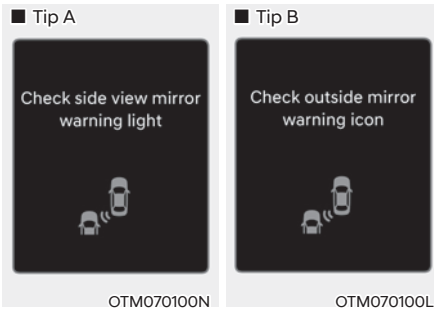 ■ Tip A
Check side view mirror
warning light
OTM070100N
■ Tip B
Check outside mirror
warning icon
OTM070100L